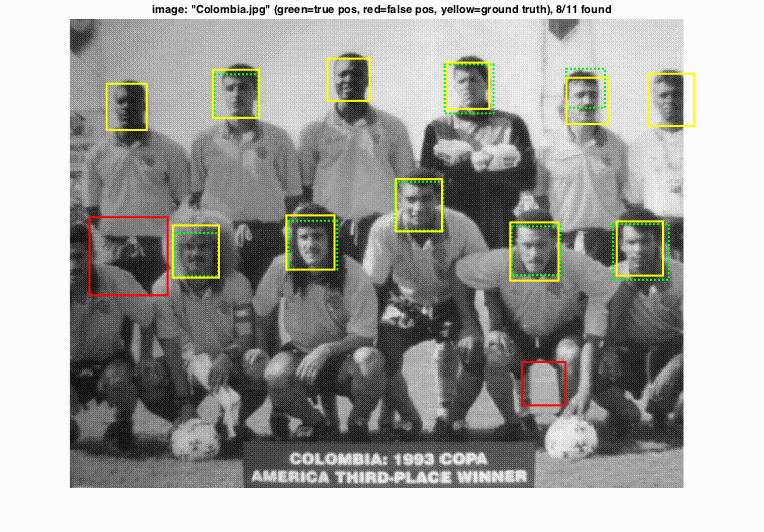 image: "Colombia.jpg" (green=true pos, red=false pos, yellow=ground truth), 8/11 found
COLOMBIA: 1993 COPA
AMERICA THIRD-PLACE WINNER